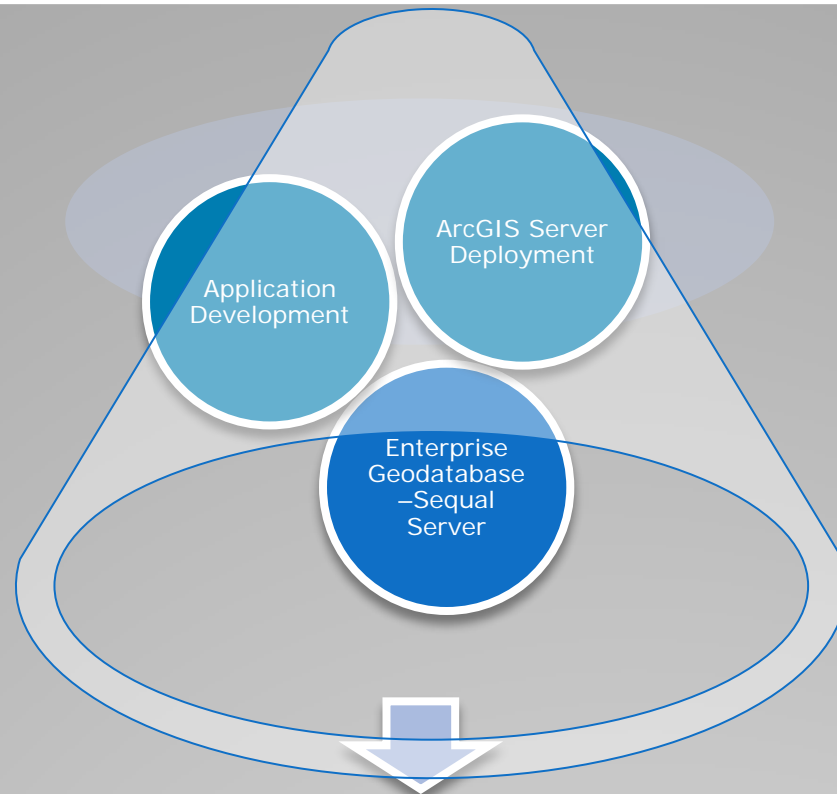 ArcGIS Server
Deployment
Application
Development
Enterprise
Geodatabase
–Sequal
Server